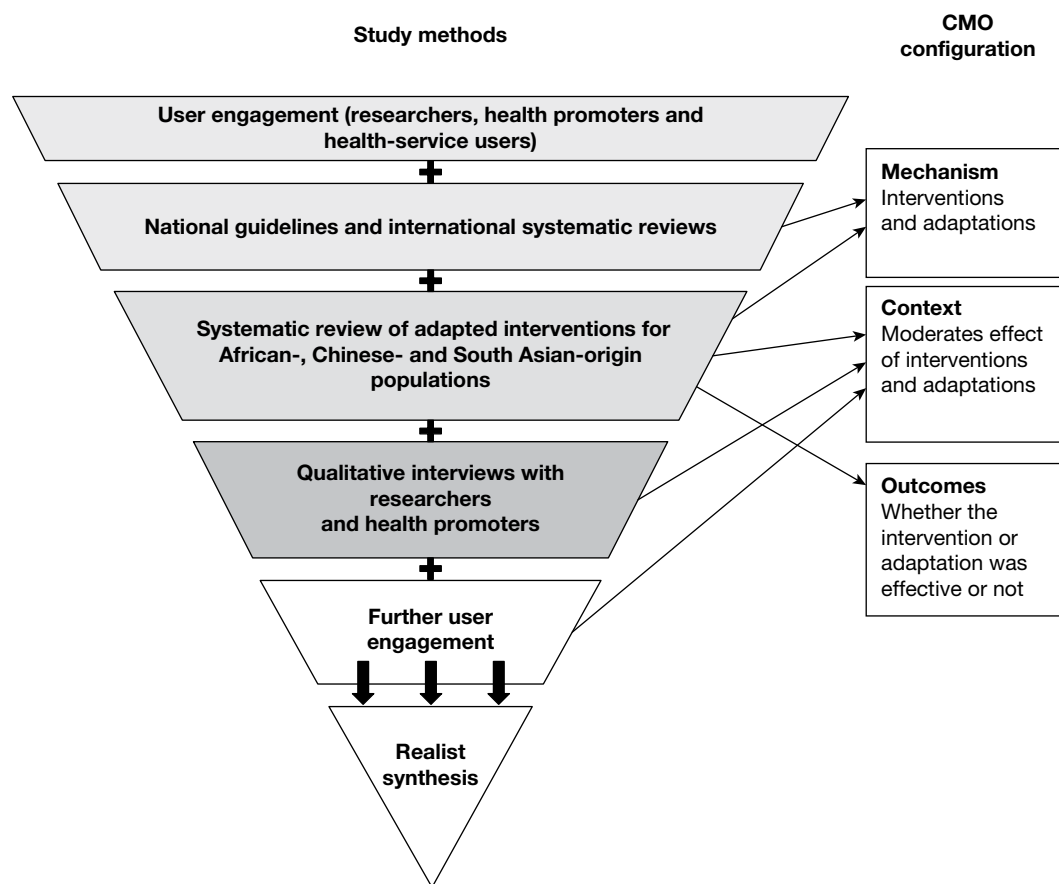 Study methods
CMO
configuration
User engagement (researchers, health promoters and
health-service users)
+
National guidelines and international systematic reviews
+
Systematic review of adapted interventions for
African-, Chinese- and South Asian-origin
populations
+
Qualitative interviews with
researchers
and health promoters
+
Further user
engagement
Realist
synthesis
Mechanism
Interventions
and adaptations
Context
Moderates effect
of interventions
and adaptations
Outcomes
Whether the
intervention or
adaptation was
effective or not